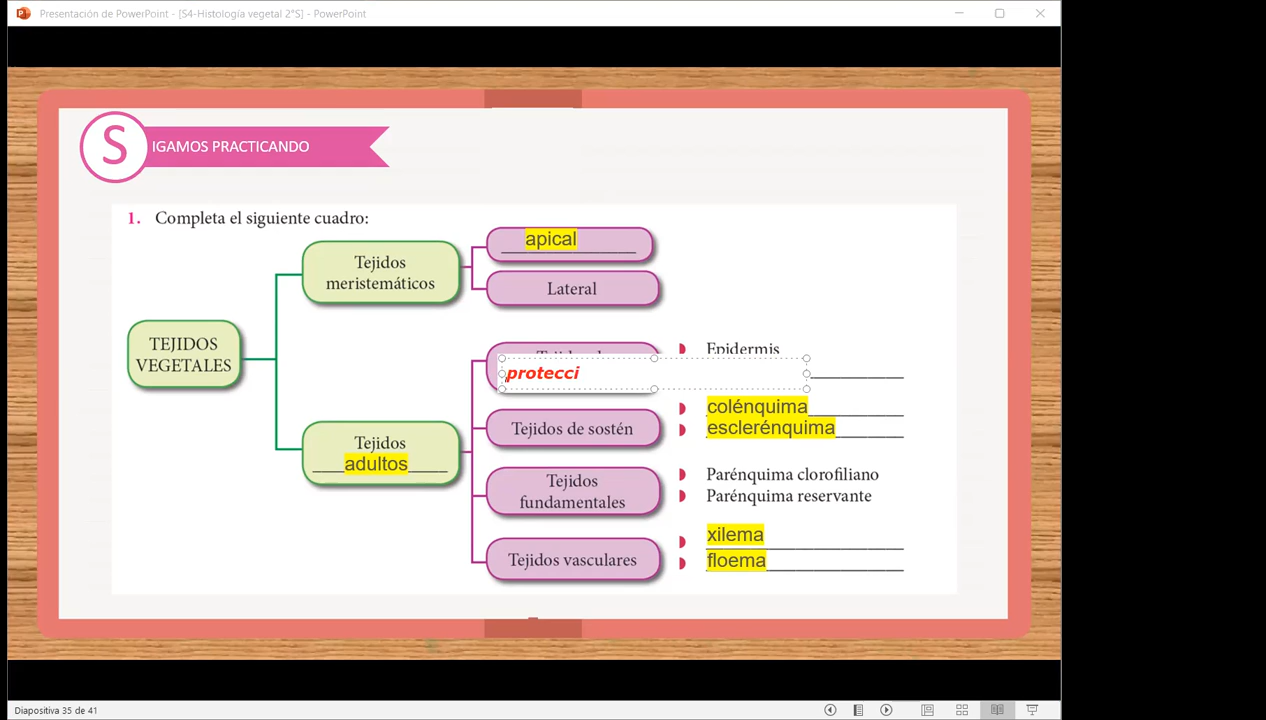 Presentación de PowerPoint - [S4-Histología vegetal 2°S] - PowerPoint
S
IGAMOS PRACTICANDO
1. Completa el siguiente cuadro:
apical
Tejidos
meristemáticos
Lateral
TEJIDOS
VEGETALES
Epidermis
protecci
colénquima
Tejidos de sostén
esclerénquima
Tejidos
adultos
Tejidos
fundamentales
Parénquima clorofiliano
Parénquima reservante
xilema
Tejidos vasculares
floema
Diapositiva 35 de 41